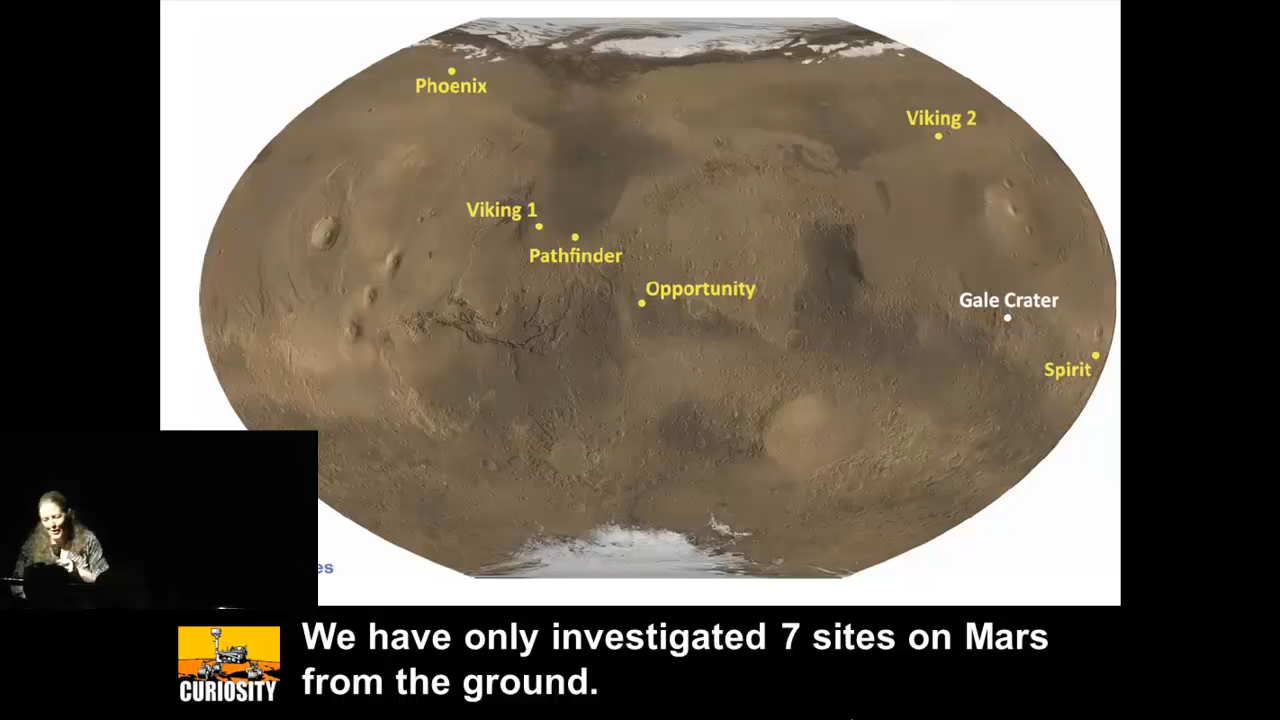 Phoenix
Viking 2
Viking 1
Pathfinder
Opportunity
Gale Crater
Spirit
es
CURIOSITY
We have only investigated 7 sites on Mars
from the ground.